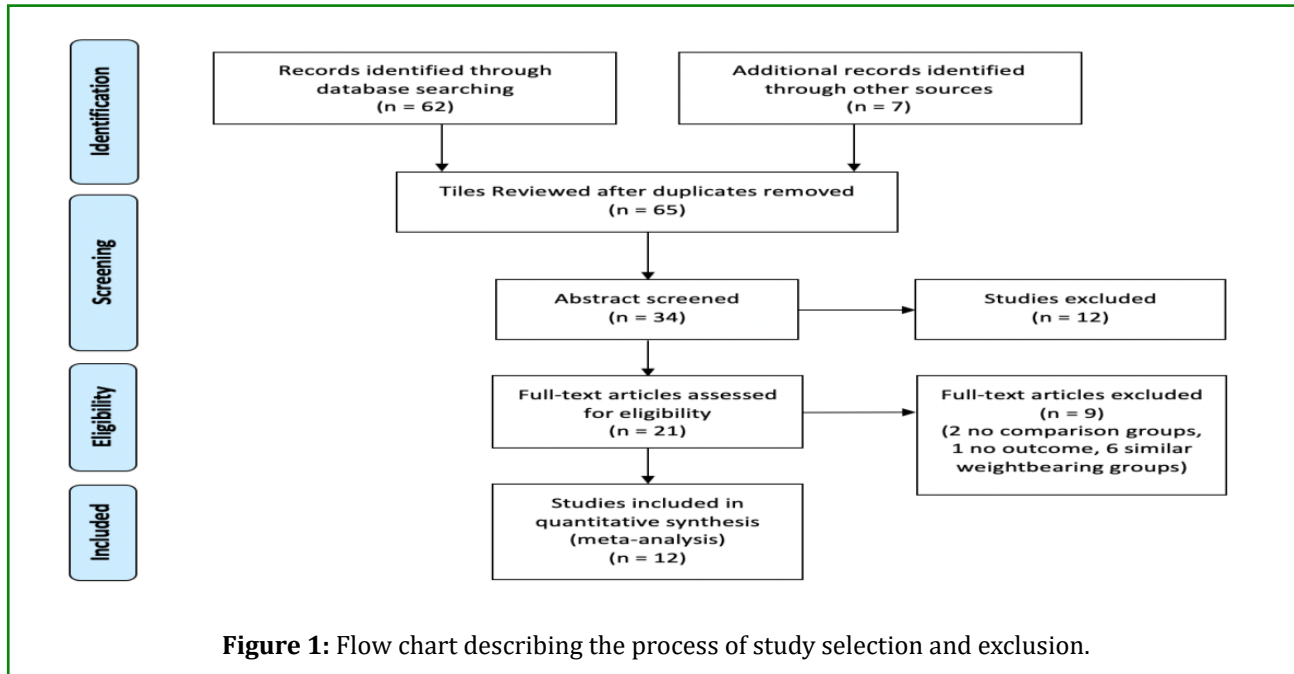 Identification
Records identified through
database searching
(n = 62)
Additional records identified
through other sources
(n = 7)
Tiles Reviewed after duplicates removed
(n = 65)
Screening
Abstract screened
(n = 34)
Studies excluded
(n = 12)
Eligibility
Full-text articles assessed
for eligibility
(n = 21)
Full-text articles excluded
(n = 9)
(2 no comparison groups,
1 no outcome, 6 similar
weightbearing groups)
Included
Studies included in
quantitative synthesis
(meta-analysis)
(n = 12)
Figure 1: Flow chart describing the process of study selection and exclusion.